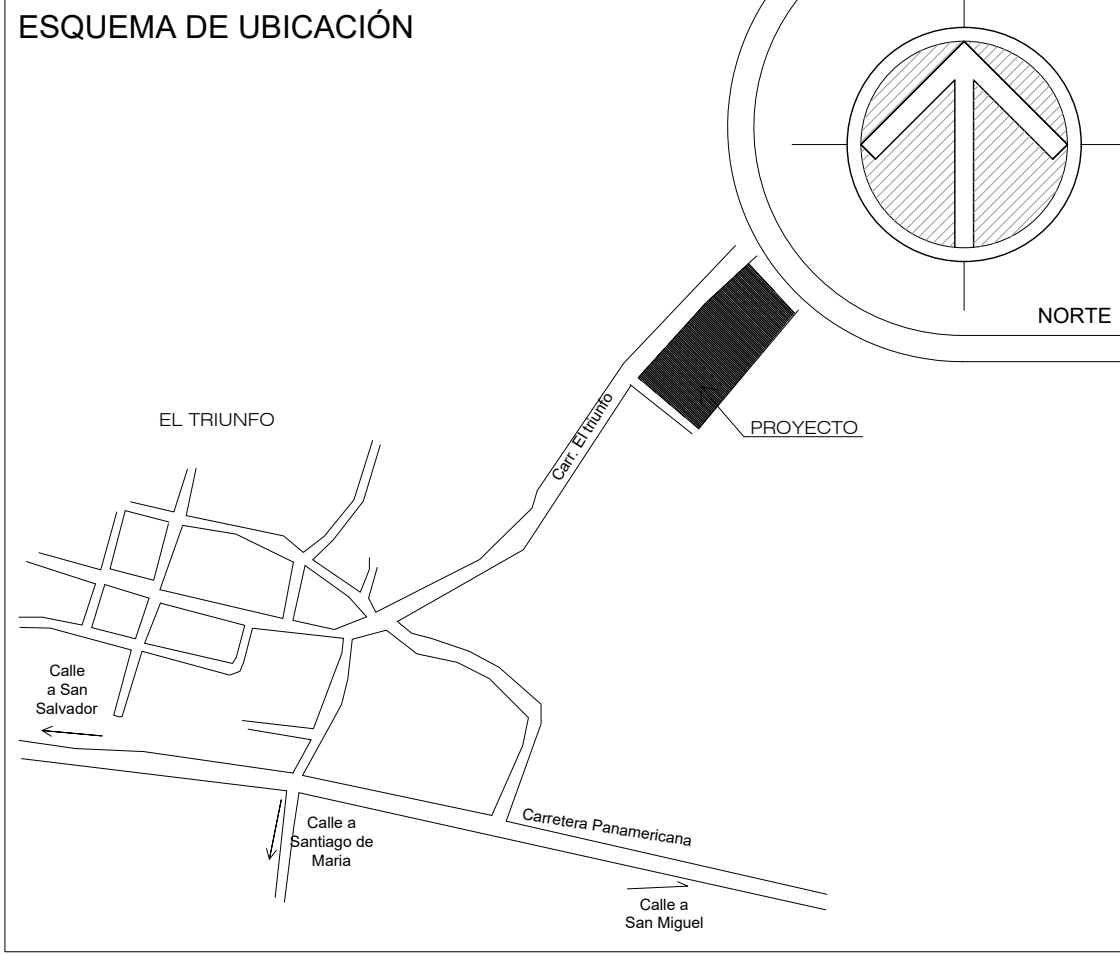 ESQUEMA DE UBICACIÓN
NORTE
EL TRIUNFO
Carr. El triunfo
PROYECTO
Calle
a San
Salvador
Calle a
Santiago de
Maria
Carretera Panamericana
Calle a
San Miguel